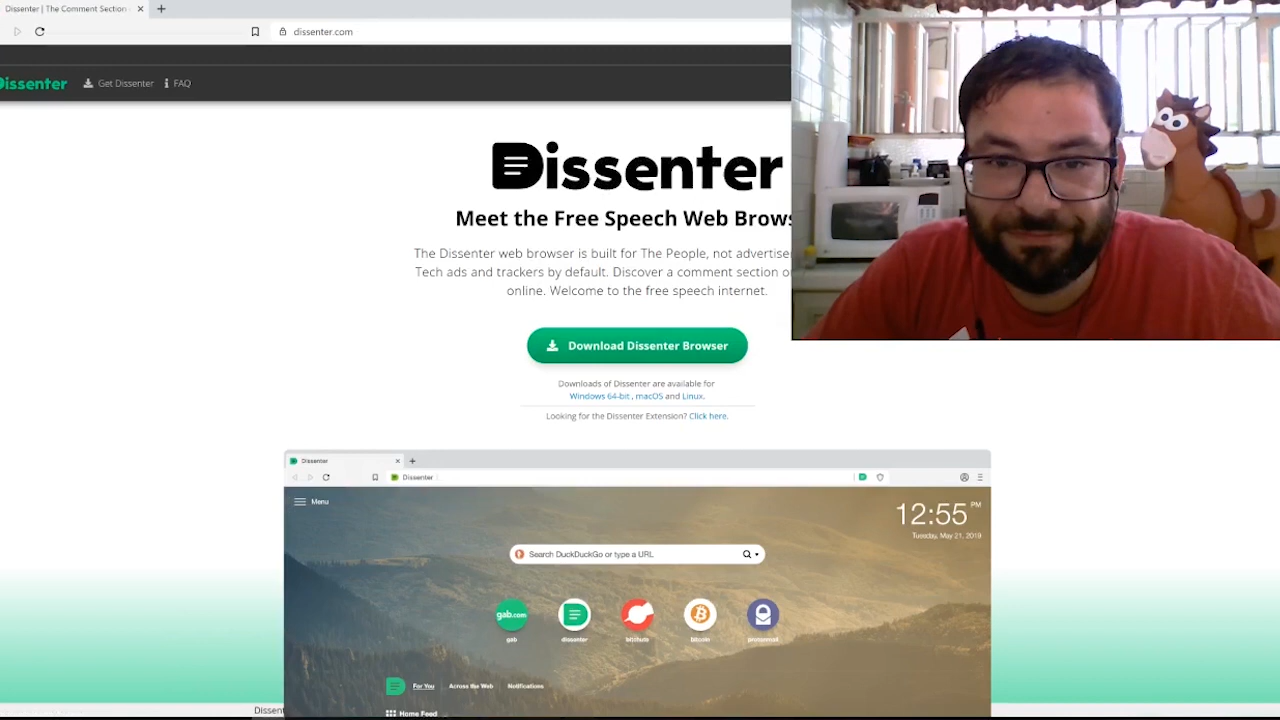 Dissenter | The Comment Section
dissenter.com
Dissenter
Get Dissenter
FAQ
Dissenter
Meet the Free Speech Web Brows
The Dissenter web browser is built for The People, not advertise
Tech ads and trackers by default. Discover a comment section o
online. Welcome to the free speech internet.
Download Dissenter Browser
Downloads of Dissenter are available for
Windows 64-bit, macOS and Linux.
Looking for the Dissenter Extension? Click here.
Dissenter
Dissenter
Menu
12:55 PM
Tuesday, May 21, 2019
Search DuckDuckGo or type a URL
gab.com
gab
dissenter
bitchute
bitcoin
protonmail
For You
Across the Web
Notifications
Home Feed
Dissent